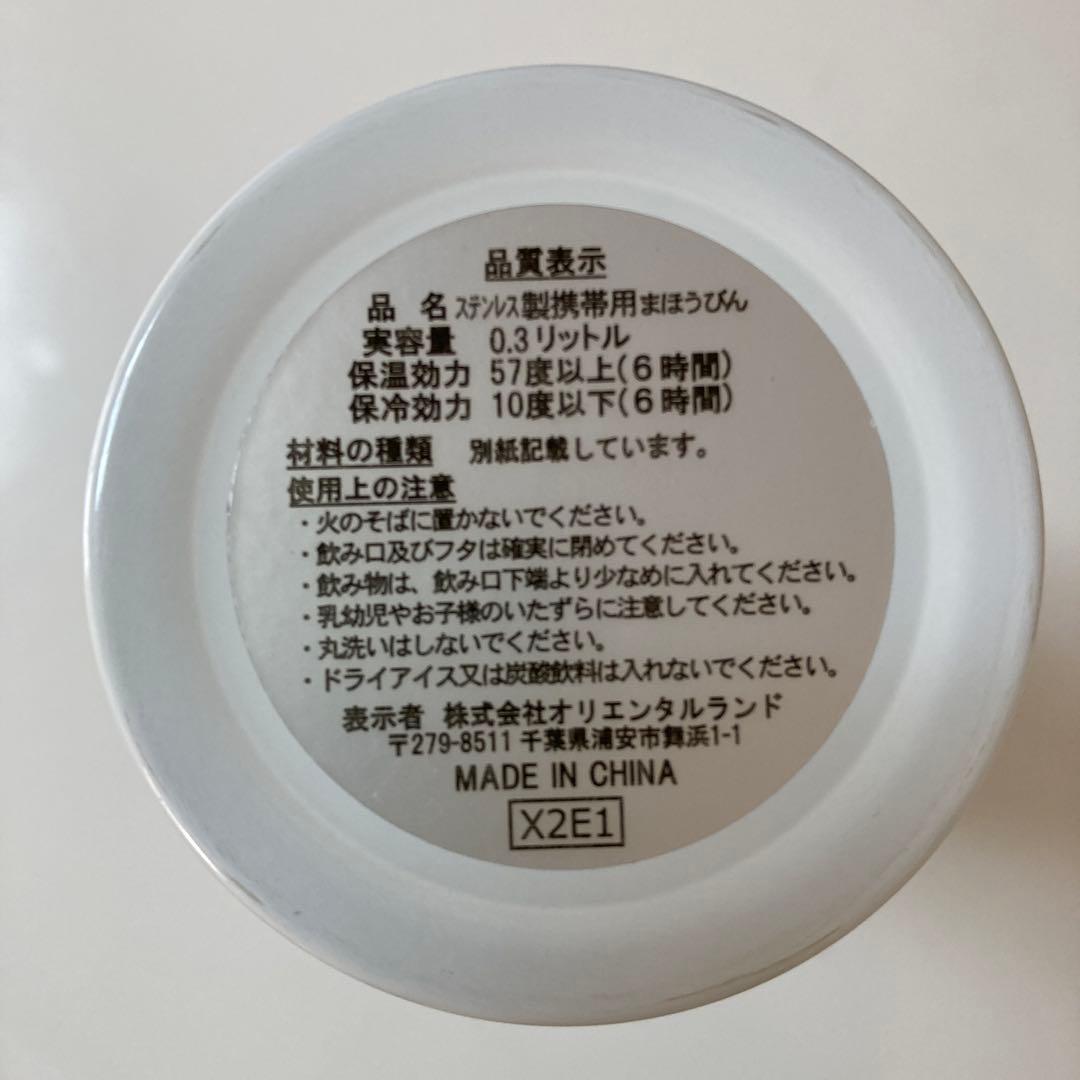 品質表示
品 名 ステンレス製携帯用まほうびん
実容量 0.3リットル
保温効力 57度以上(6時間)
保冷効力 10度以下(6時間)
材料の種類 別紙記載しています。
使用上の注意
・火のそばに置かないでください。
・飲み口及びフタは確実に閉めてください。
・飲み物は、飲み口下端より少なめに入れてください。
・乳幼児やお子様のいたずらに注意してください。
・丸洗いはしないでください。
・ドライアイス又は炭酸飲料は入れないでください。
表示者 株式会社オリエンタルランド
〒279-8511 千葉県浦安市舞浜1-1
MADE IN CHINA
X2E1